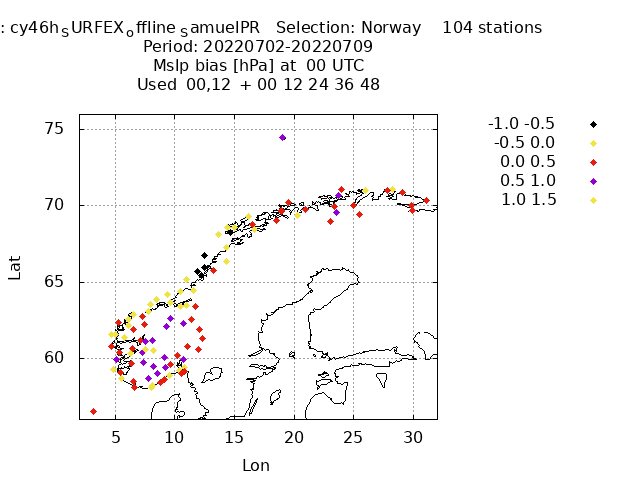 : cy46hSURFEXoffline SamuelPR   Selection: Norway    104 stations
Period: 20220702-20220709
Mslp bias [hPa] at  00 UTC
Used  00,12  + 00 12 24 36 48
-1.0 -0.5
-0.5 0.0
0.0 0.5
0.5 1.0
1.0 1.5
75
70
65
60
Lat
5 10 15 20 25 30
Lon